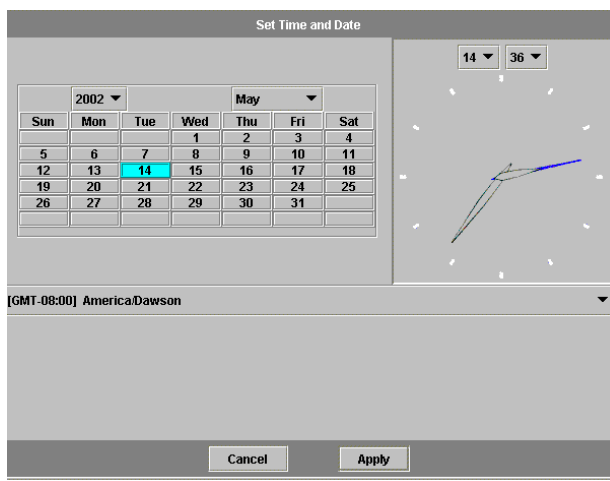 Set Time and Date
14 36
2002 May
Sun Mon Tue Wed Thu Fri Sat
1 2 3 4
5 6 7 8 9 10 11
12 13 14 15 16 17 18
19 20 21 22 23 24 25
26 27 28 29 30 31
[GMT-08:00] America/Dawson
Cancel Apply